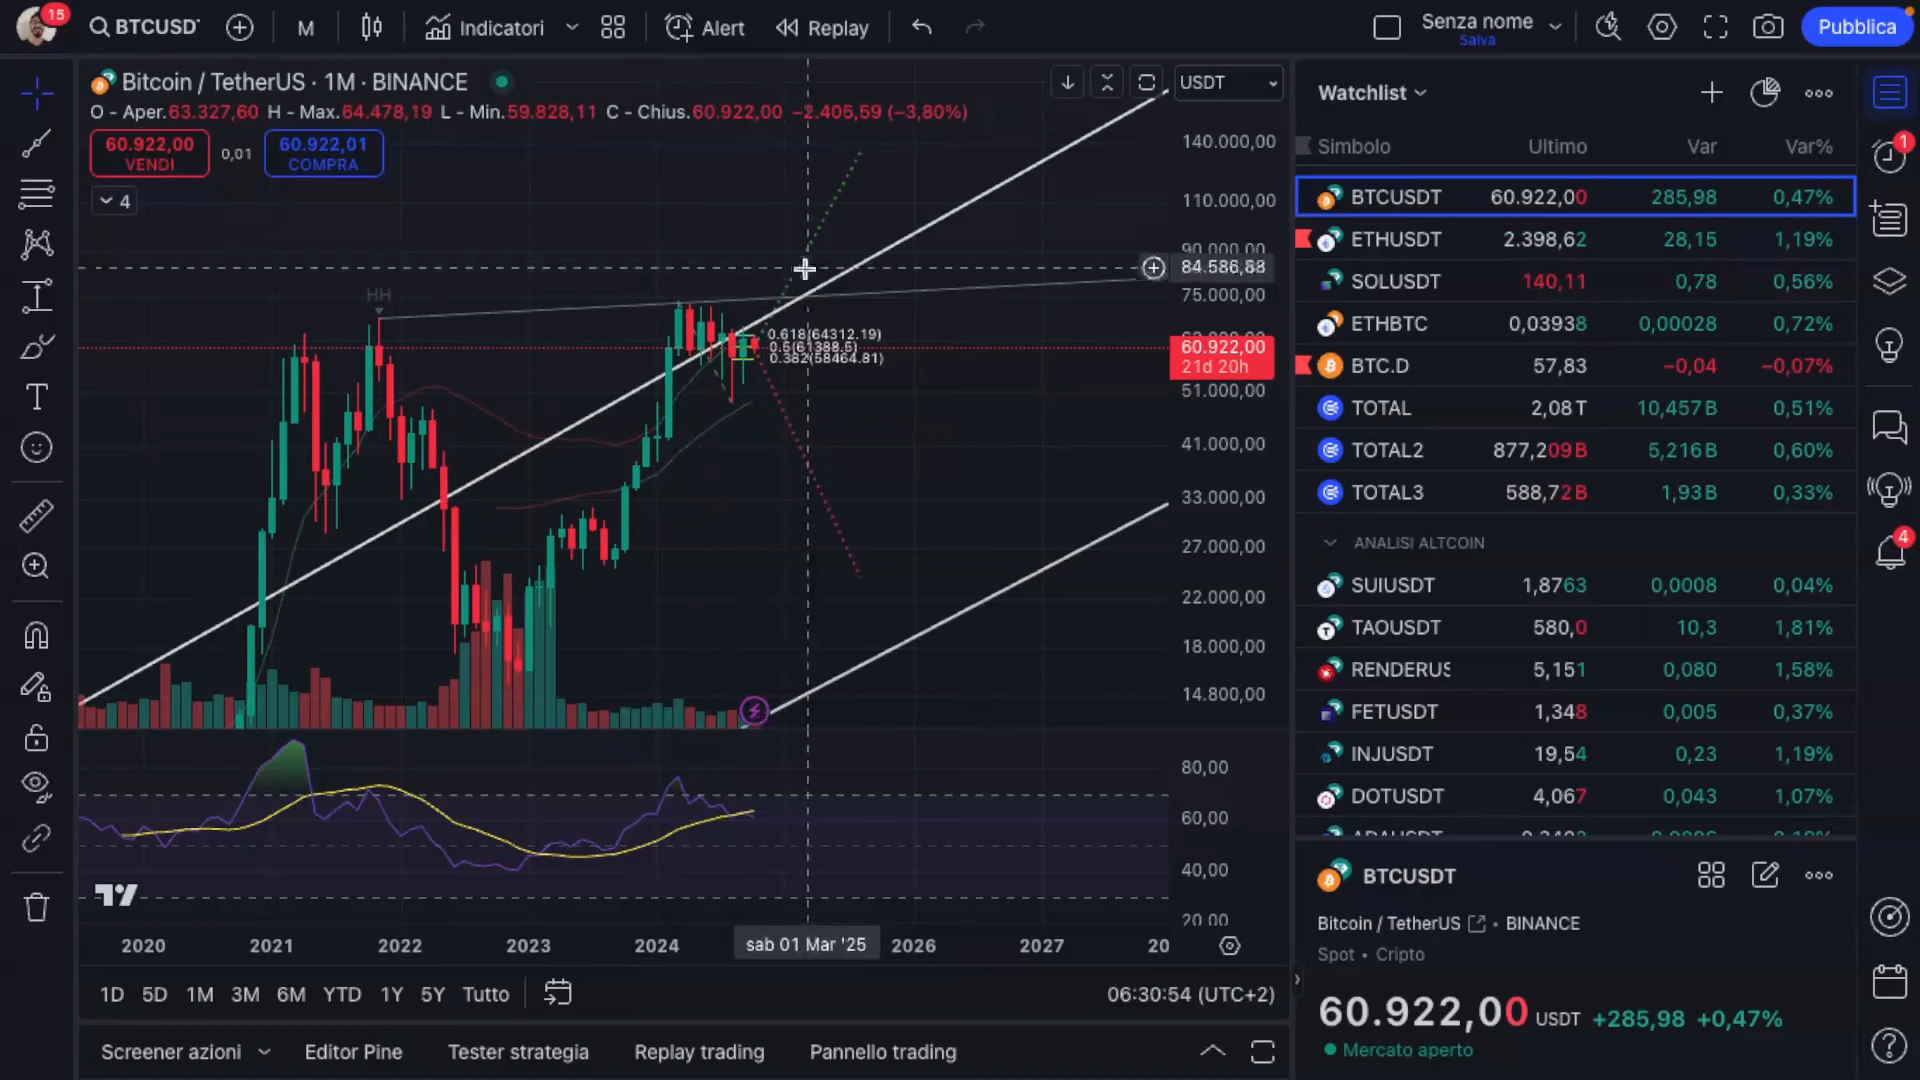 15
BTCUSDT
M
Indicatori
Alert
Replay
Senza nome
Salva
Pubblica
Bitcoin / TetherUS · 1M · BINANCE
O - Aper.63.327,60 H - Max.64.478,19 L - Min.59.828,11 C - Chius.60.922,00 −2.405,59 (−3,80%)
60.922,00
VENDI
0,01
60.922,01
COMPRA
4
USDT
140.000,00
110.000,00
90.000,00
84.586,88
75.000,00
60.922,00
21d 20h
51.000,00
41.000,00
33.000,00
27.000,00
22.000,00
18.000,00
14.800,00
HH
0.618(64312.19)
0.5(61388.5)
0.382(58464.81)
80,00
60,00
40,00
20,00
2020 2021 2022 2023 2024 sab 01 Mar '25 2026 2027 20
1D 5D 1M 3M 6M YTD 1Y 5Y Tutto
06:30:54 (UTC+2)
Screener azioni Editor Pine Tester strategia Replay trading Pannello trading
Watchlist
Simbolo Ultimo Var Var%
BTCUSDT 60.922,00 285,98 0,47%
ETHUSDT 2.398,62 28,15 1,19%
SOLUSDT 140,11 0,78 0,56%
ETHBTC 0,03938 0,00028 0,72%
BTC.D 57,83 −0,04 −0,07%
TOTAL 2,08T 10,457B 0,51%
TOTAL2 877,209B 5,216B 0,60%
TOTAL3 588,72B 1,93B 0,33%
ANALISI ALTCOIN
SUIUSDT 1,8763 0,0008 0,04%
TAOUSDT 580,0 10,3 1,81%
RENDERUS 5,151 0,080 1,58%
FETUSDT 1,348 0,005 0,37%
INJUSDT 19,54 0,23 1,19%
DOTUSDT 4,067 0,043 1,07%
BTCUSDT
Bitcoin / TetherUS • BINANCE
Spot • Cripto
60.922,00 USDT +285,98 +0,47%
Mercato aperto
1
4